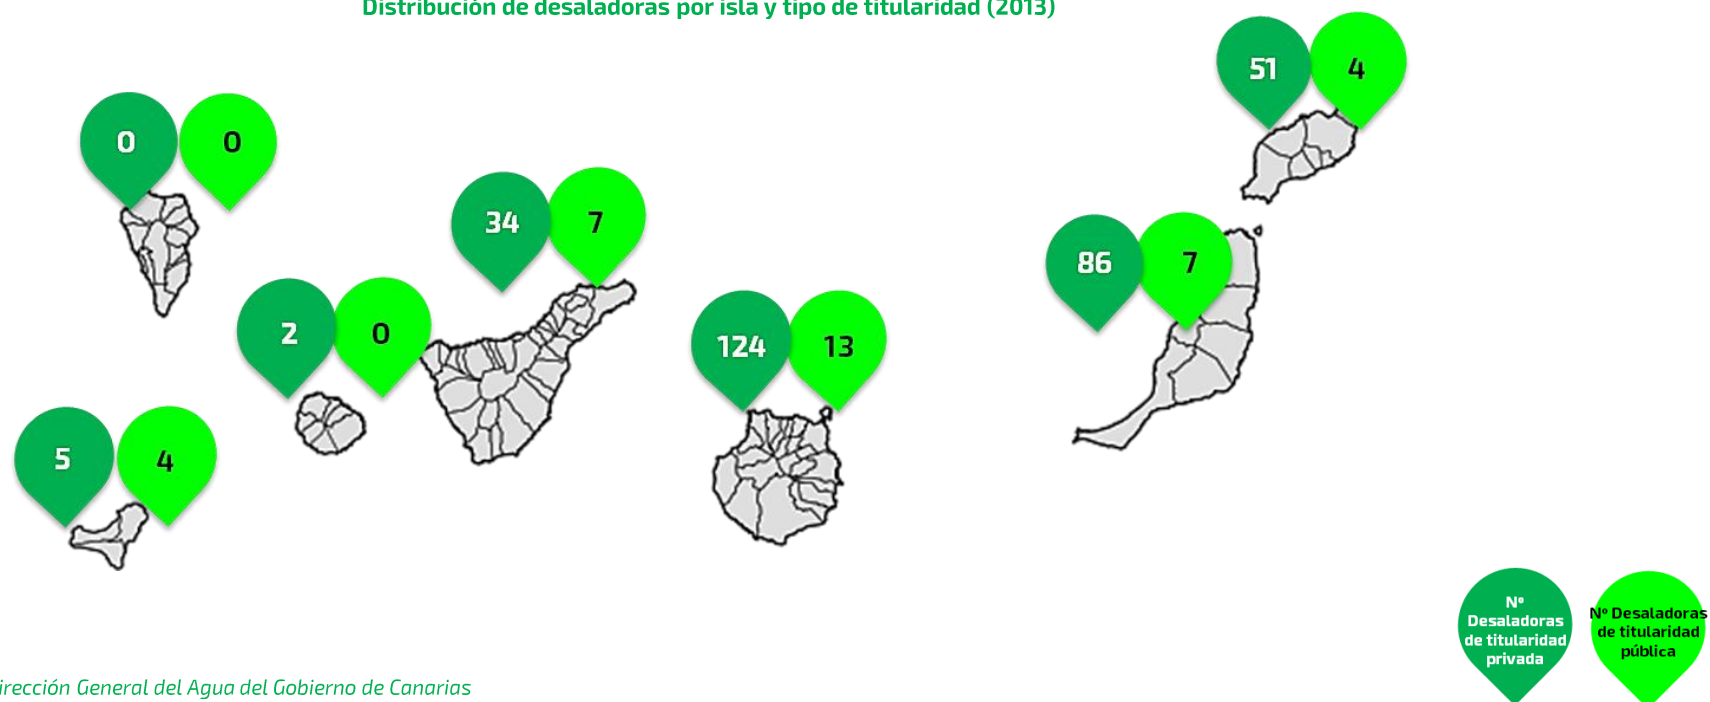 Distribución de desaladoras por isla y tipo de titularidad (2013)
51 4
0 0
34 7
86 7
2 0
124 13
5 4
Nº
Desaladoras
de titularidad
privada
Nº Desaladoras
de titularidad
pública
irección General del Agua del Gobierno de Canarias